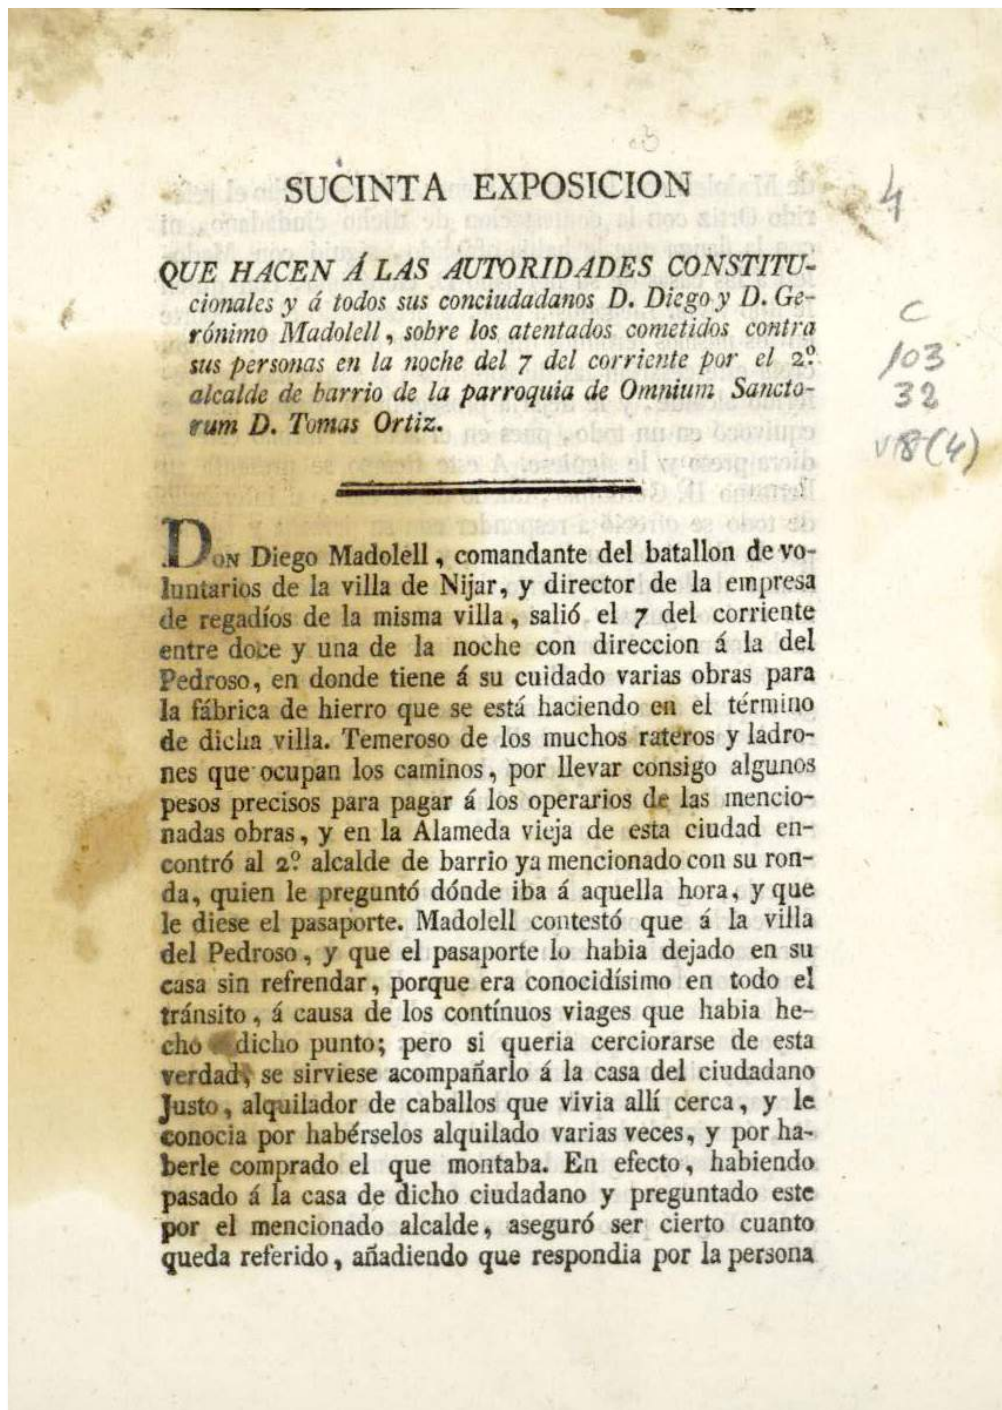 SUCINTA EXPOSICION
4
QUE HACEN Á LAS AUTORIDADES CONSTITU-
cionales y á todos sus conciudadanos D. Diego y D. Ge-
rónimo Madolell, sobre los atentados cometidos contra
sus personas en la noche del 7 del corriente por el 2º
alcalde de barrio de la parroquia de Omnium Sancto-
rum D. Tomas Ortiz.
C
103
32
DON Diego Madolell, comandante del batallon de vo-
luntarios de la villa de Nijar, y director de la empresa
de regadíos de la misma villa, salió el 7 del corriente
entre doce y una de la noche con direccion á la del
Pedroso, en donde tiene á su cuidado varias obras para
la fábrica de hierro que se está haciendo en el término
de dicha villa. Temeroso de los muchos rateros y ladro-
nes que ocupan los caminos, por llevar consigo algunos
pesos precisos para pagar á los operarios de las mencio-
nadas obras, y en la Alameda vieja de esta ciudad en-
contró al 2º alcalde de barrio ya mencionado con su ron-
da, quien le preguntó dónde iba á aquella hora, y que
le diese el pasaporte. Madolell contestó que á la villa
del Pedroso, y que el pasaporte lo habia dejado en su
casa sin refrendar, porque era conocidísimo en todo el
tránsito, á causa de los contínuos viages que habia he-
cho dicho punto; pero si queria cerciorarse de esta
verdad, se sirviese acompañarlo á la casa del ciudadano
Justo, alquilador de caballos que vivia allí cerca, y le
conocia por habérselos alquilado varias veces, y por ha-
berle comprado el que montaba. En efecto, habiendo
pasado á la casa de dicho ciudadano y preguntado este
por el mencionado alcalde, aseguró ser cierto cuanto
queda referido, añadiendo que respondia por la persona